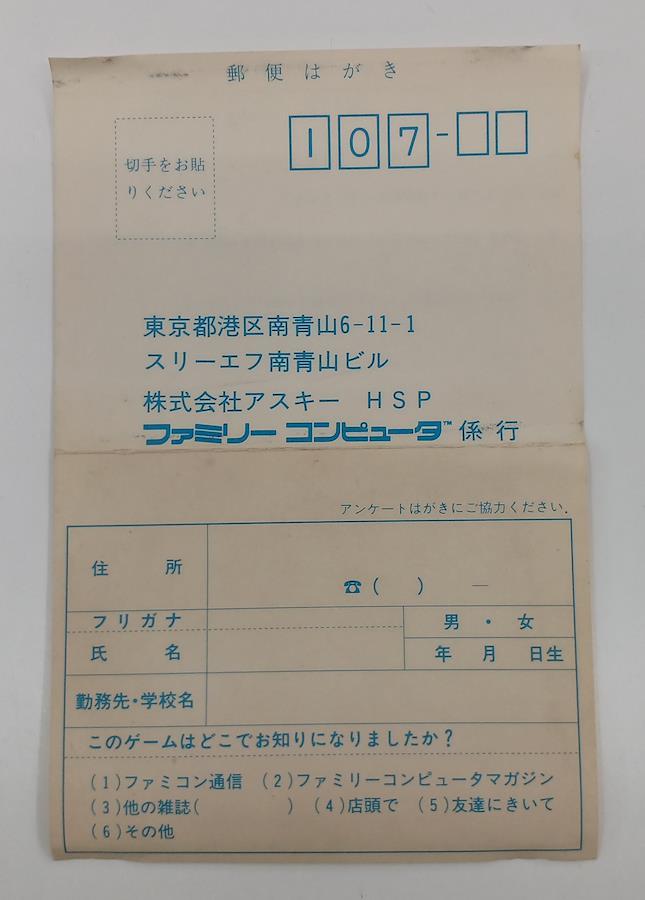 郵便はがき
107-
切手をお貼
りください
東京都港区南青山6-11-1
スリーエフ南青山ビル
株式会社アスキー HSP
ファミリー コンピュータ™係行
アンケートはがきにご協力ください.
住所
☎( ) —
フリガナ
男・女
氏名
年 月 日生
勤務先・学校名
このゲームはどこでお知りになりましたか?
(1)ファミコン通信 (2)ファミリーコンピュータマガジン
(3)他の雑誌( ) (4)店頭で (5)友達にきいて
(6)その他